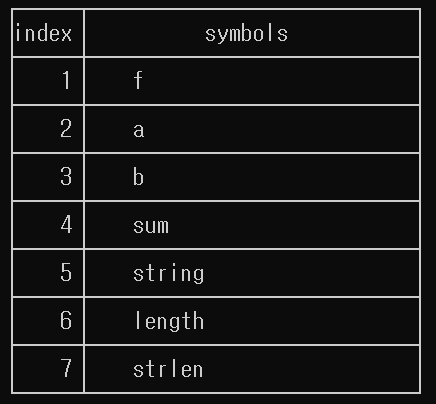 index symbols
1 f
2 a
3 b
4 sum
5 string
6 length
7 strlen